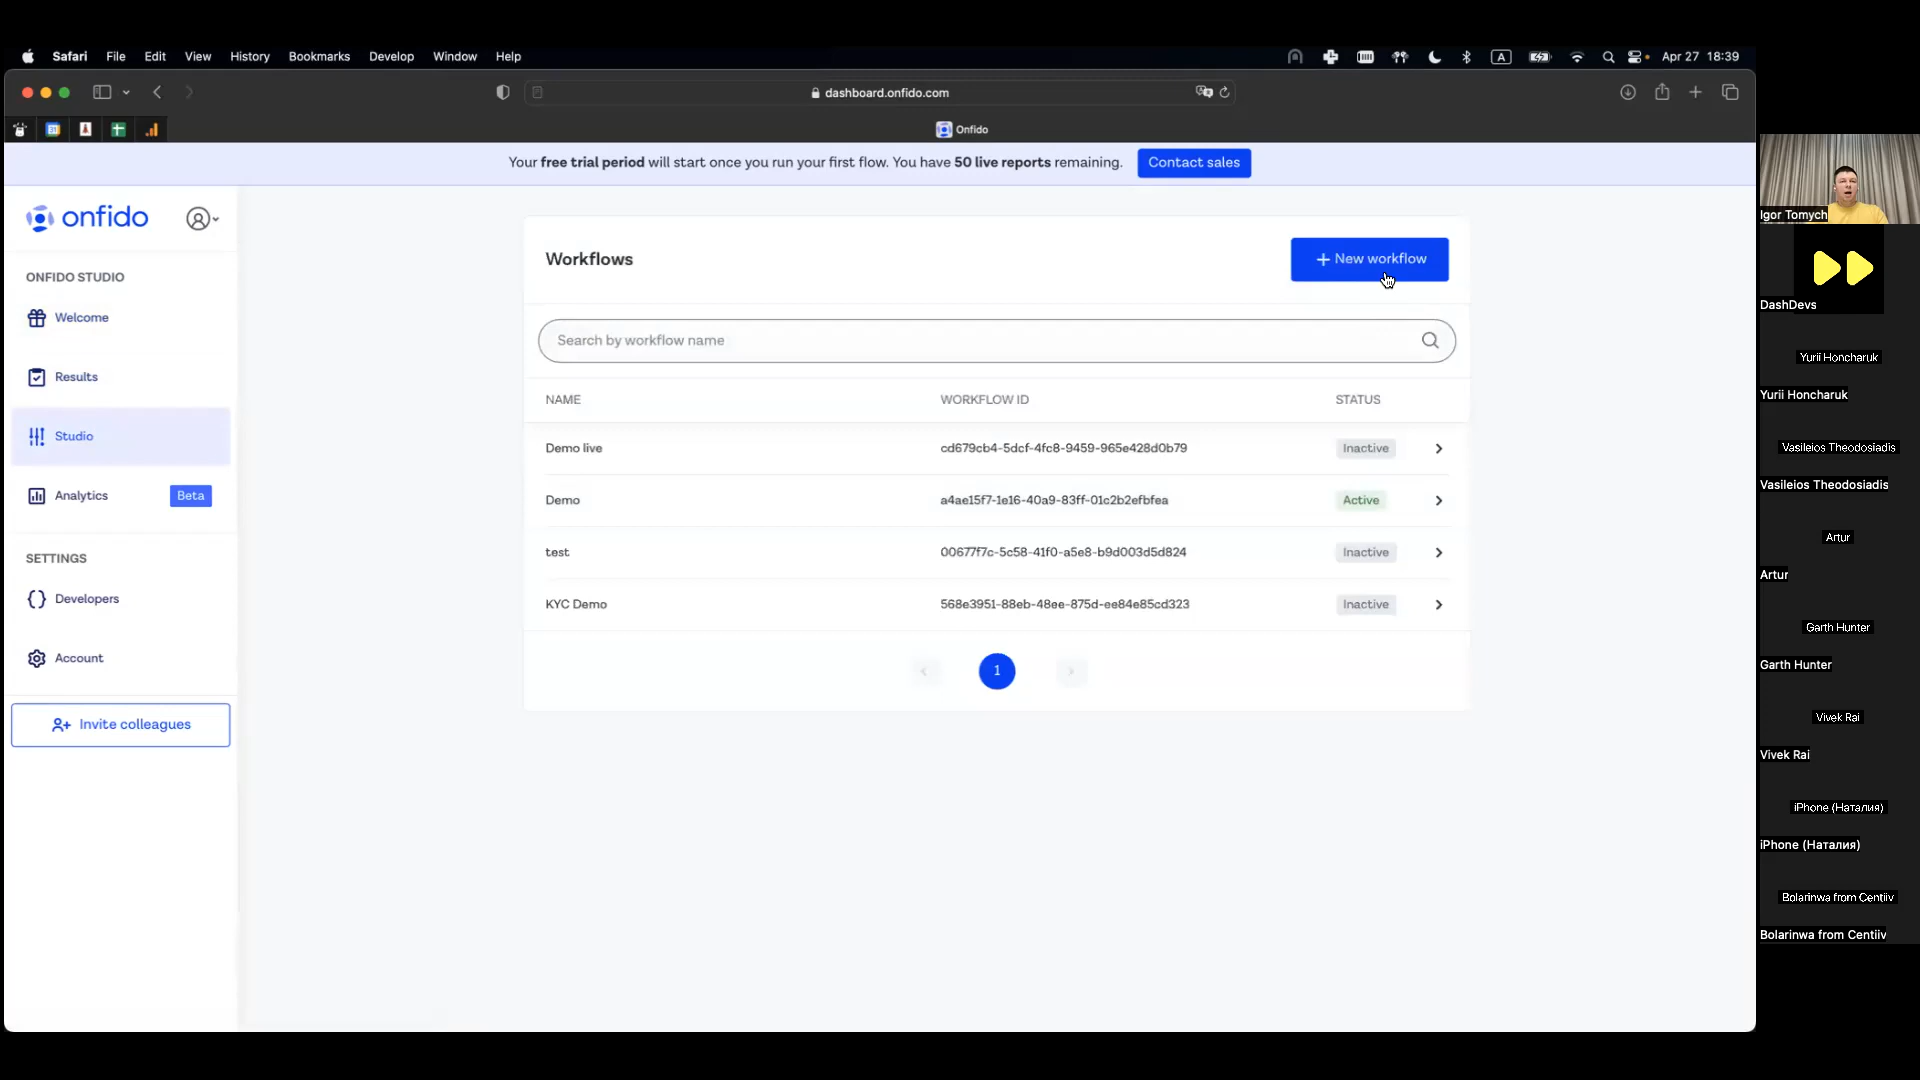 Safari File Edit View History Bookmarks Develop Window Help
A
Apr 27 18:39
dashboard.onfido.com
Onfido
Your free trial period will start once you run your first flow. You have 50 live reports remaining.
Contact sales
onfido
ONFIDO STUDIO
Welcome
Results
Studio
Analytics
Beta
SETTINGS
Developers
Account
Invite colleagues
Workflows
+ New workflow
Search by workflow name
NAME WORKFLOW ID STATUS
Demo live cd679cb4-5dcf-4fc8-9459-965e428d0b79 Inactive
Demo a4ae15f7-1e16-40a9-83ff-01c2b2efbfea Active
test 00677f7c-5c58-41f0-a5e8-b9d003d5d824 Inactive
KYC Demo 568e3951-88eb-48ee-875d-ee84e85cd323 Inactive
1
Igor Tomych
DashDevs
Yurii Honcharuk
Yurii Honcharuk
Vasileios Theodosiadis
Vasileios Theodosiadis
Artur
Artur
Garth Hunter
Garth Hunter
Vivek Rai
Vivek Rai
iPhone (Наталия)
iPhone (Наталия)
Bolarinwa from Centiiv
Bolarinwa from Centiiv